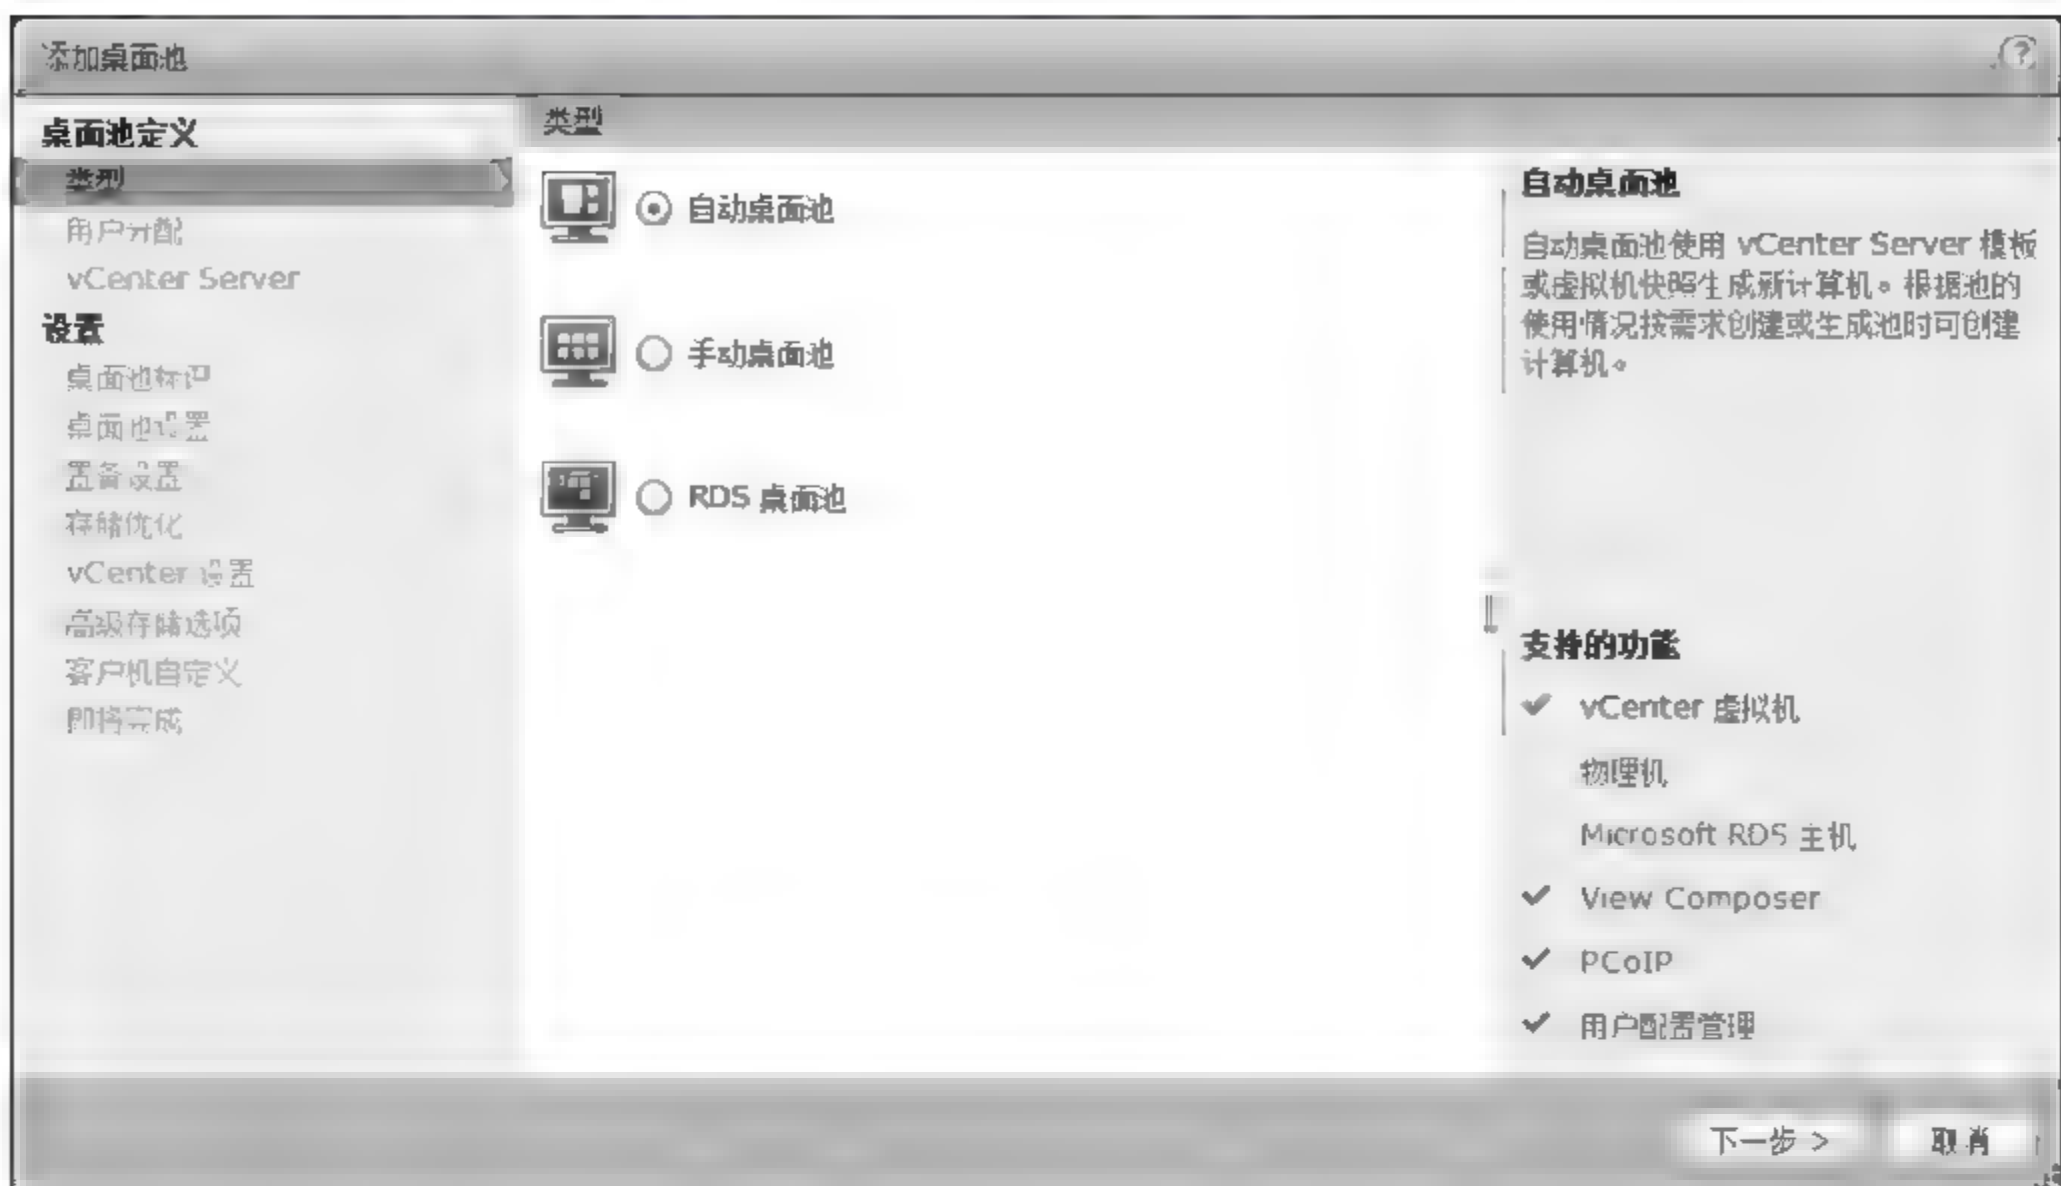 添加桌面池
?
桌面池定义
类型
用户分配
vCenter Server
设置
桌面池标识
桌面池设置
置备设置
存储优化
vCenter 设置
高级存储选项
客户机自定义
即将完成
类型
自动桌面池
手动桌面池
RDS 桌面池
自动桌面池
自动桌面池使用 vCenter Server 模板
或虚拟机快照生成新计算机。根据池的
使用情况按需求创建或生成池时可创建
计算机。
支持的功能
vCenter 虚拟机
物理机
Microsoft RDS 主机
View Composer
PCoIP
用户配置管理
下一步 >
取消